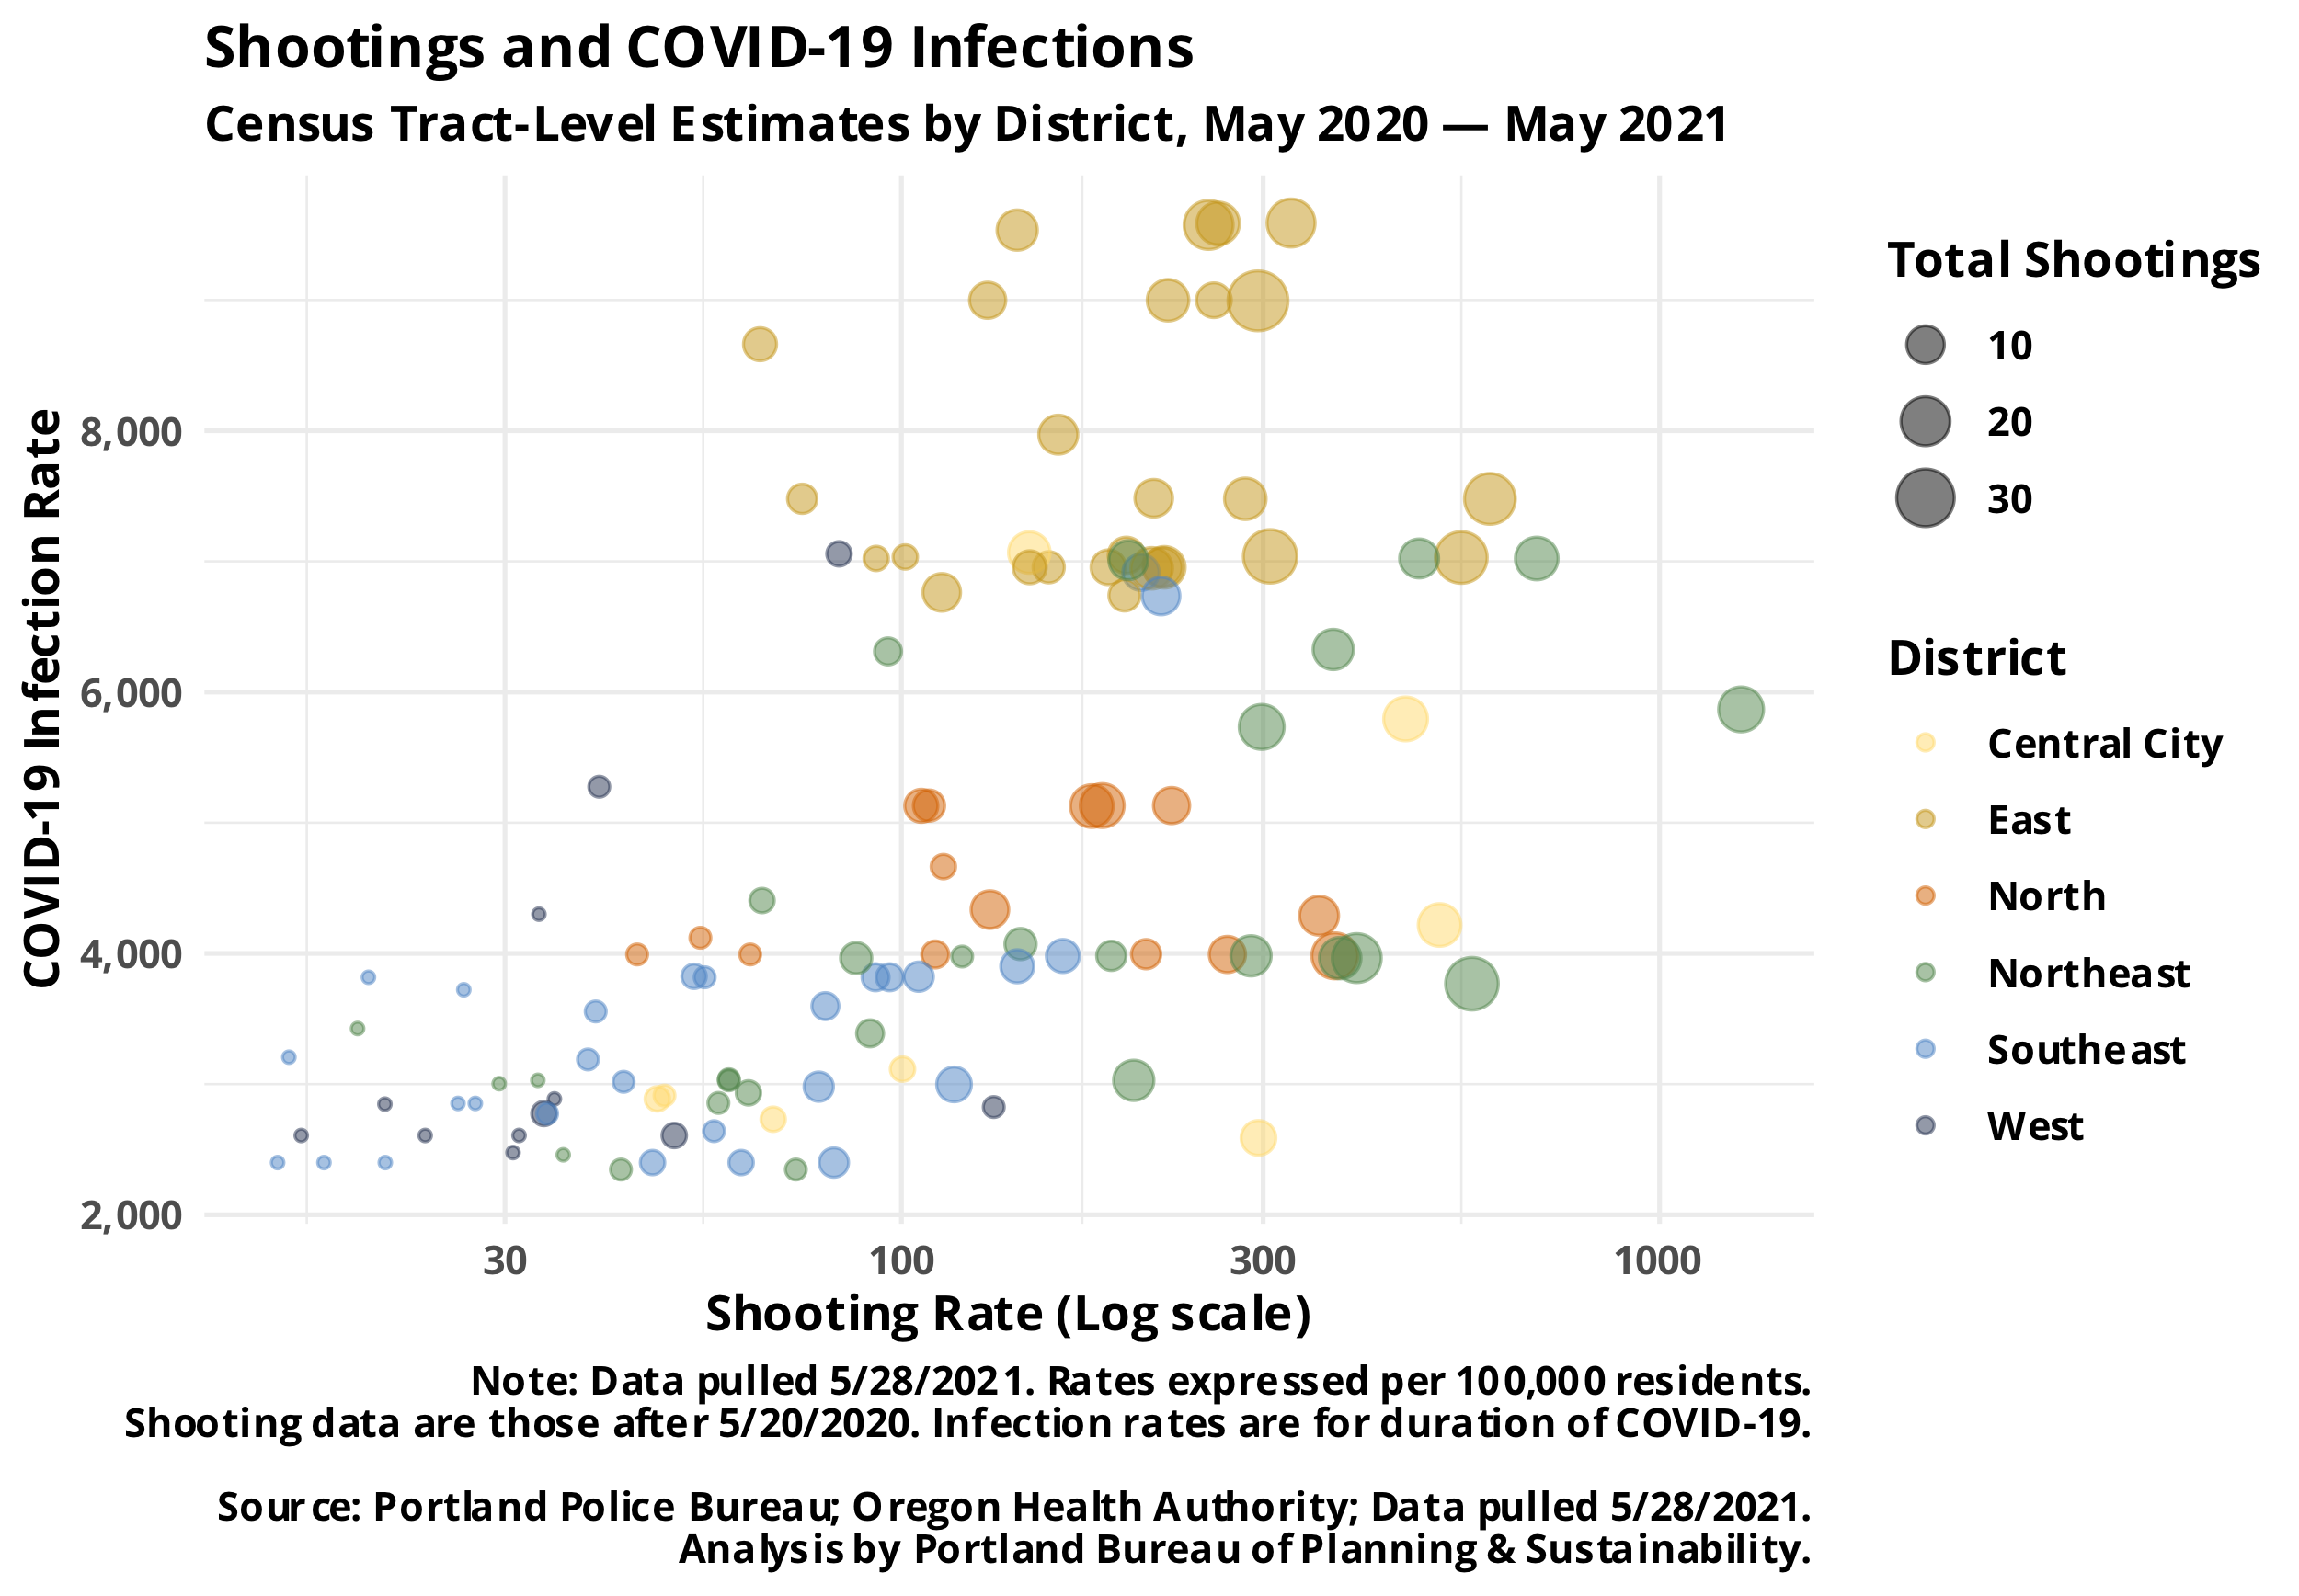 Shootings and COVID-19 Infections
Census Tract-Level Estimates by District, May 2020 — May 2021
COVID-19 Infection Rate
8,000
6,000
4,000
2,000
30
100
300
1000
Shooting Rate (Log scale)
Total Shootings
10
20
30
District
Central City
East
North
Northeast
Southeast
West
Note: Data pulled 5/28/2021. Rates expressed per 100,000 residents.
Shooting data are those after 5/20/2020. Infection rates are for duration of COVID-19.
Source: Portland Police Bureau; Oregon Health Authority; Data pulled 5/28/2021.
Analysis by Portland Bureau of Planning & Sustainability.